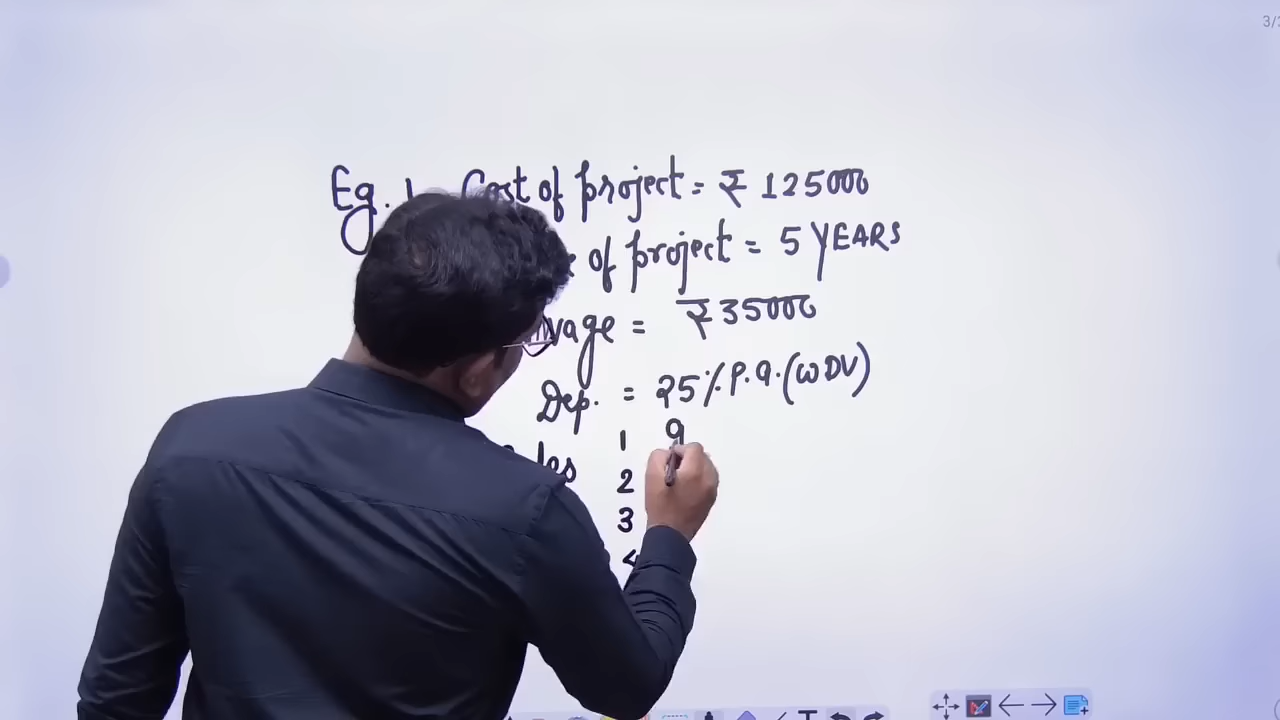 3/
Eg. 1. Cost of project = ₹ 125000
of project = 5 YEARS
vage = ₹35000
Dep. = 25% p.a. (WDV)
les 1 9
2
3
4